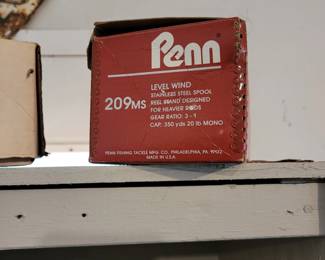 Penn
209MS
LEVEL WIND
STAINLESS STEEL SPOOL
REEL STAND DESIGNED
FOR HEAVIER RODS
GEAR RATIO: 3 - 1
CAP. 350 yds 20 lb MONO
PENN FISHING TACKLE MFG. CO. PHILADELPHIA, PA. 19132
MADE IN U.S.A.